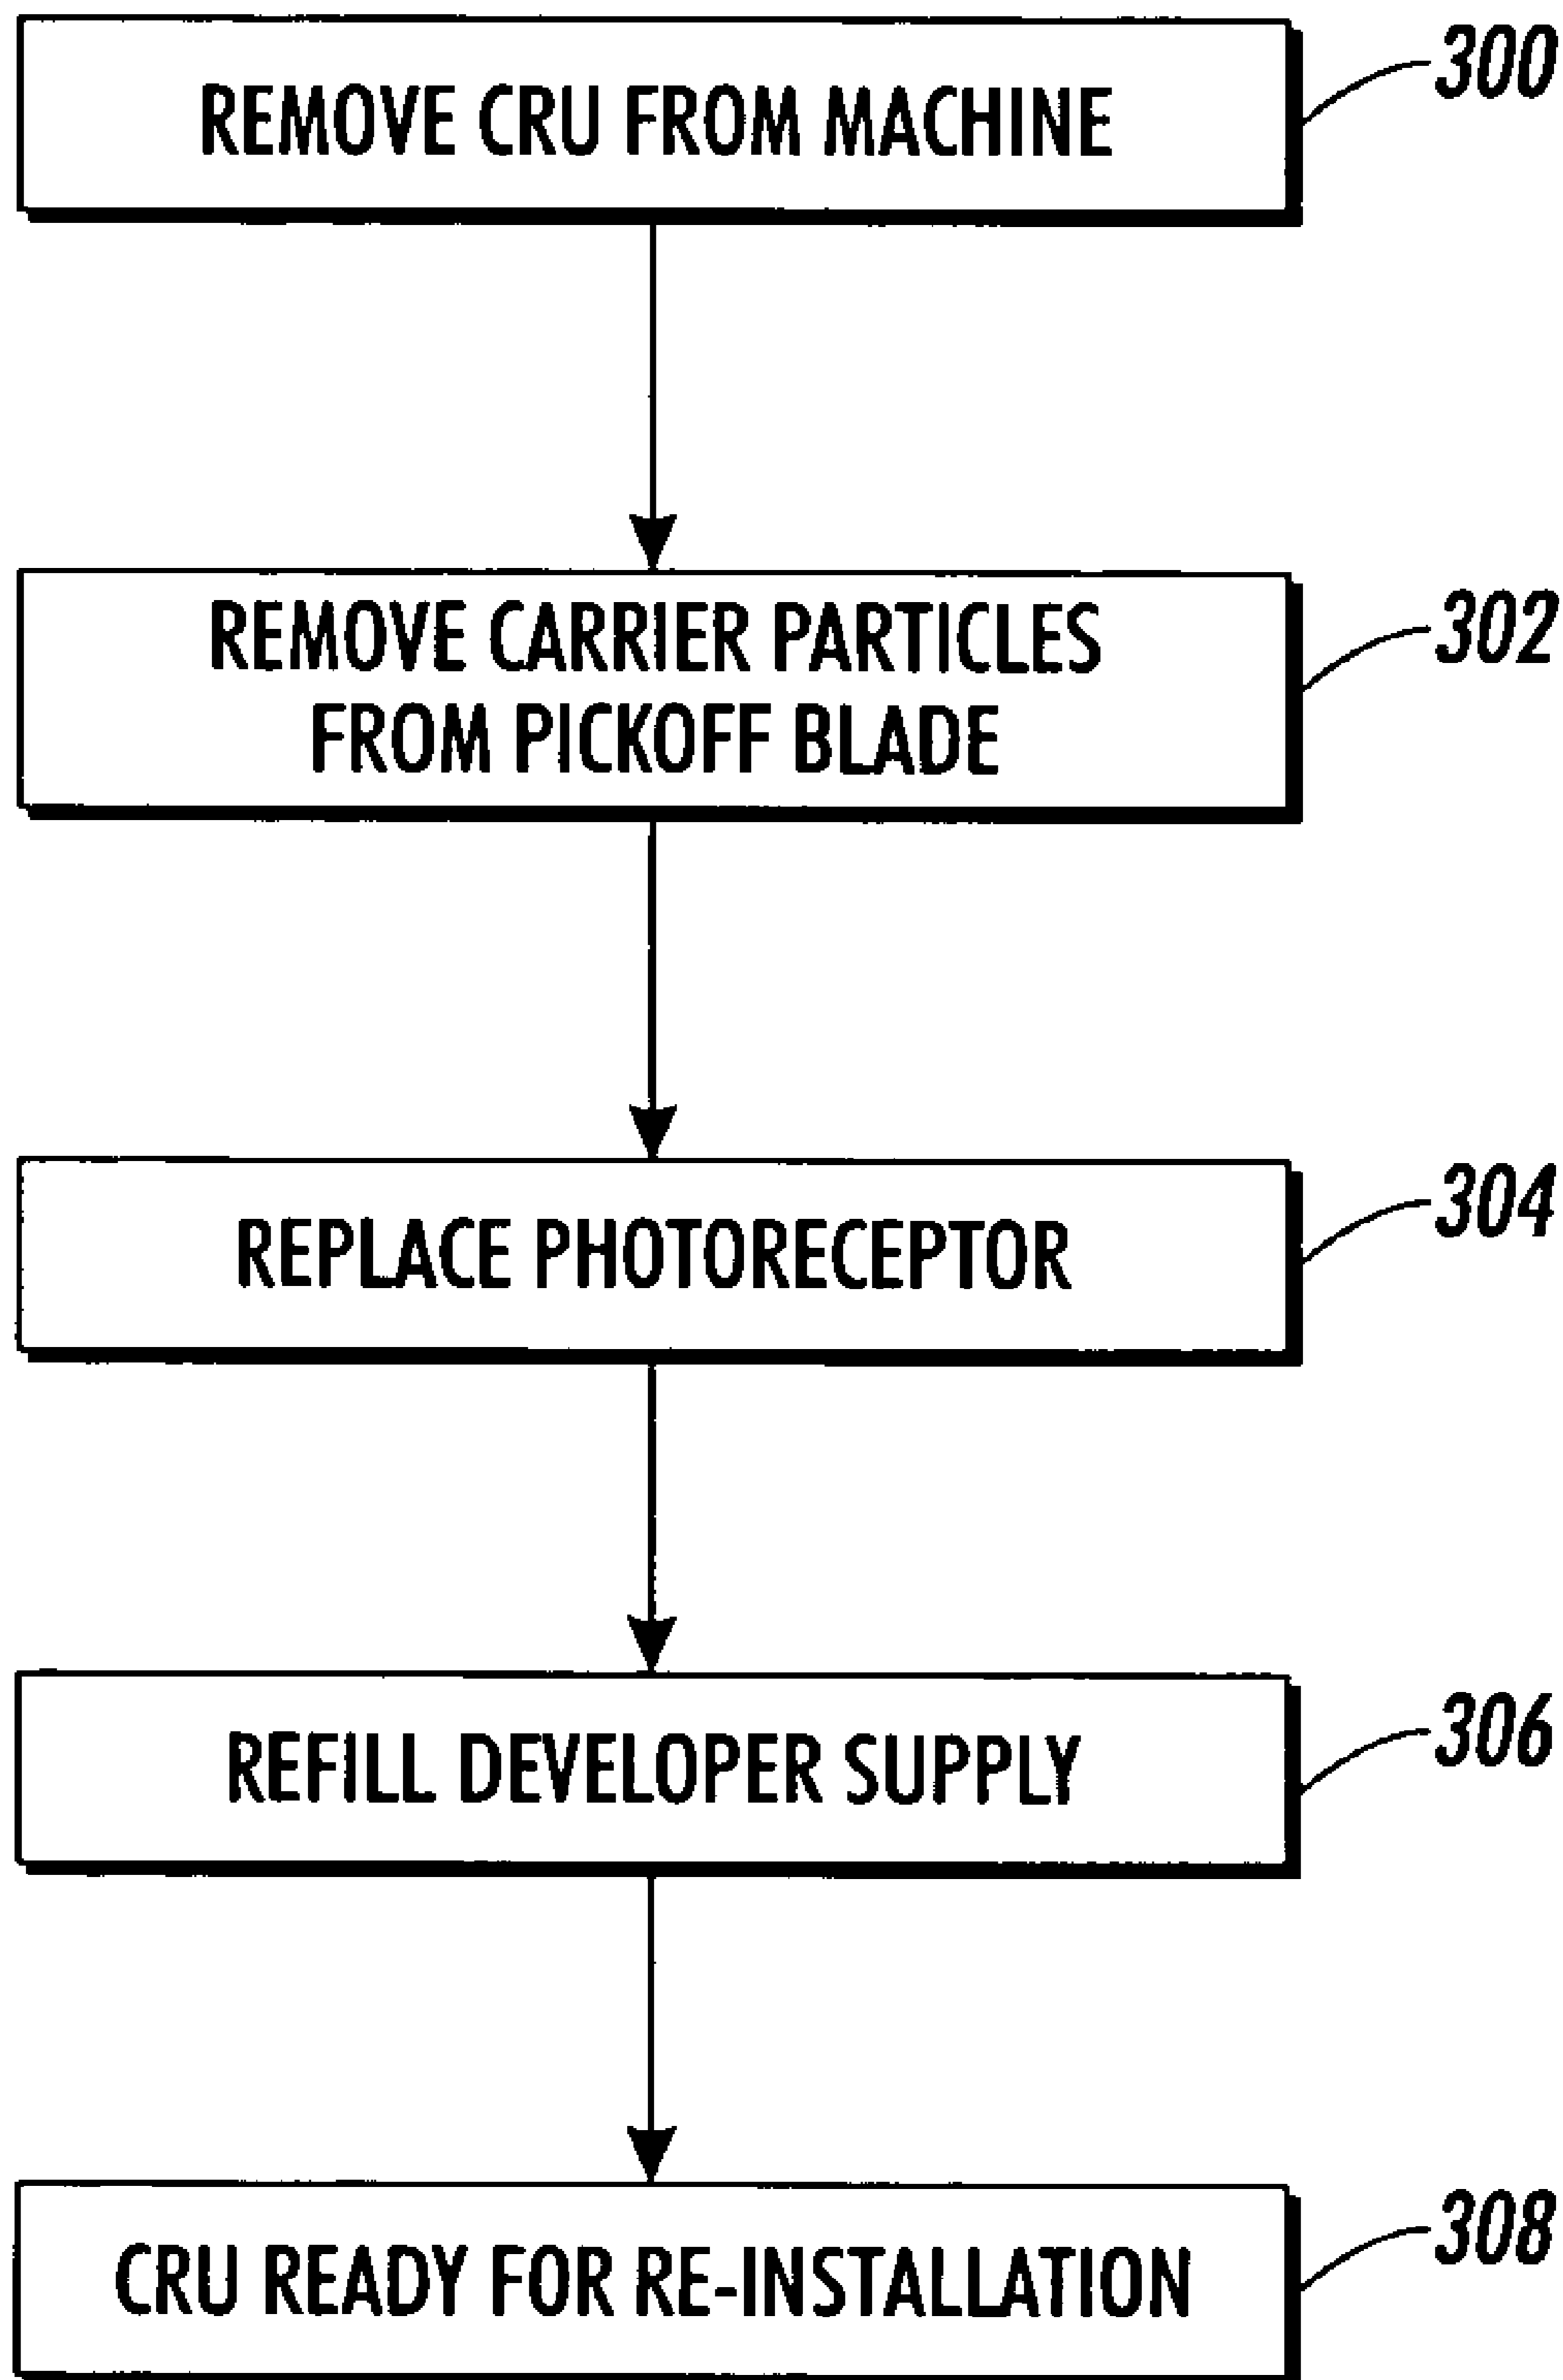 REMOVE CRU FROM MACHINE
300
REMOVE CARRIER PARTICLES
FROM PICKOFF BLADE
302
REPLACE PHOTORECEPTOR
304
REFILL DEVELOPER SUPPLY
306
CRU READY FOR RE-INSTALLATION
308